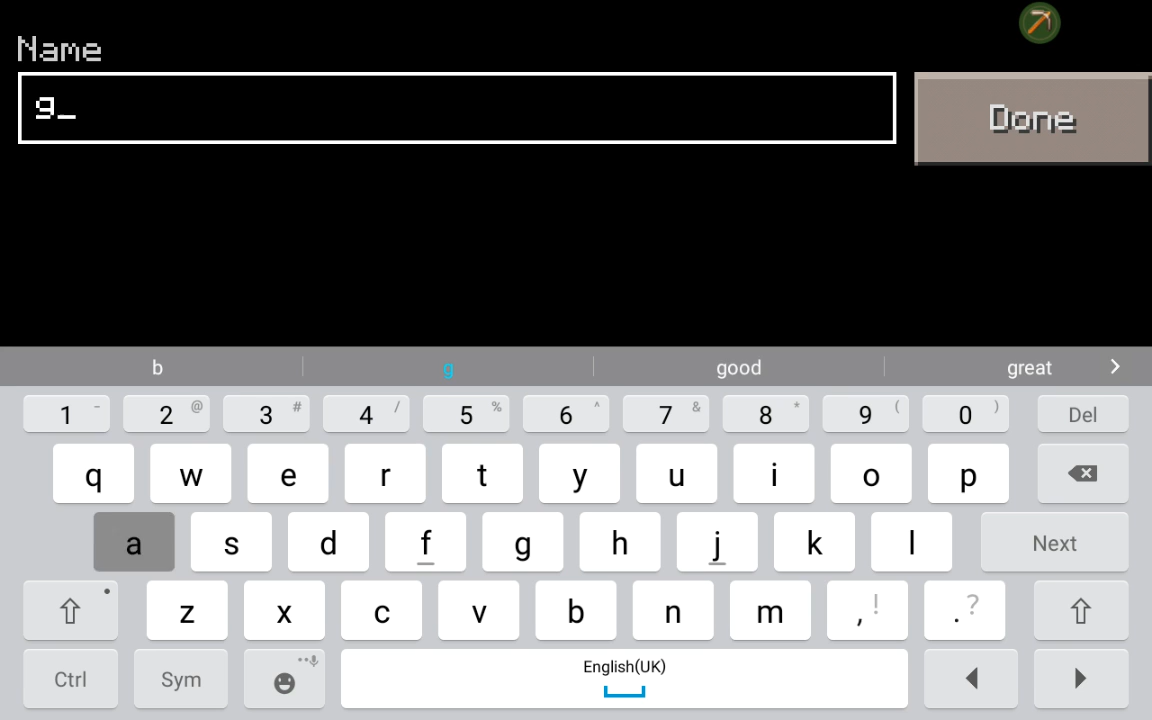 Name
g_
Done
b g good great >
1 - 2 @ 3 # 4 / 5 % 6 ^ 7 & 8 * 9 ( 0 ) Del
q w e r t y u i o p
a s d f g h j k l Next
z x c v b n m , ! . ?
Ctrl Sym English(UK)